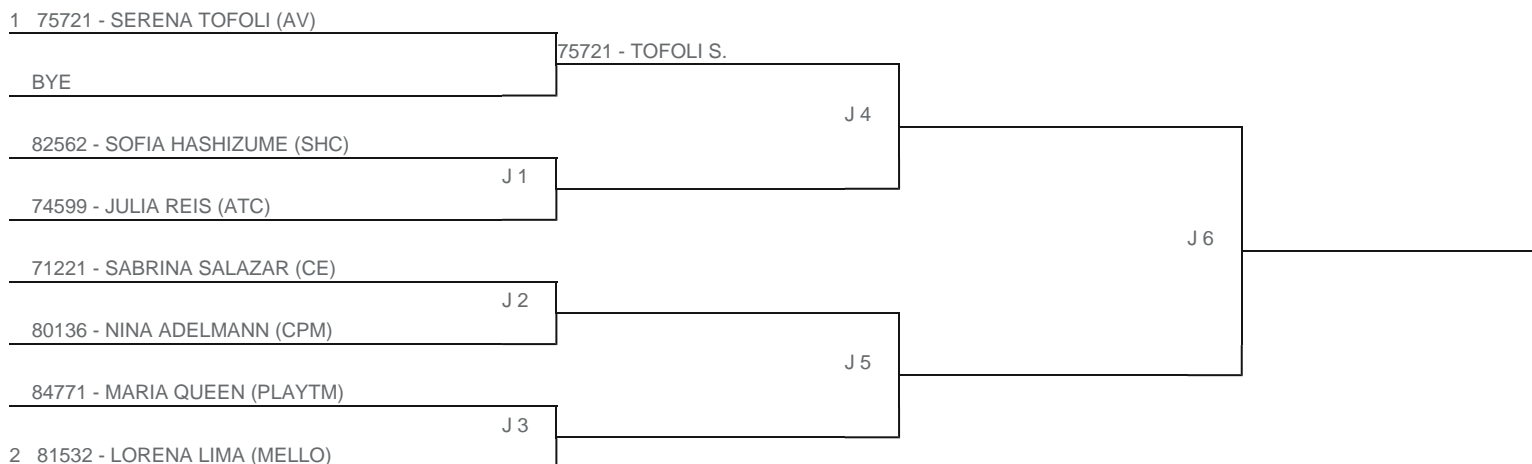 1 75721 - SERENA TOFOLI (AV)
75721 - TOFOLI S.
BYE
J 4
82562 - SOFIA HASHIZUME (SHC)
J 1
74599 - JULIA REIS (ATC)
J 6
71221 - SABRINA SALAZAR (CE)
J 2
80136 - NINA ADELMANN (CPM)
J 5
84771 - MARIA QUEEN (PLAYTM)
J 3
2 81532 - LORENA LIMA (MELLO)